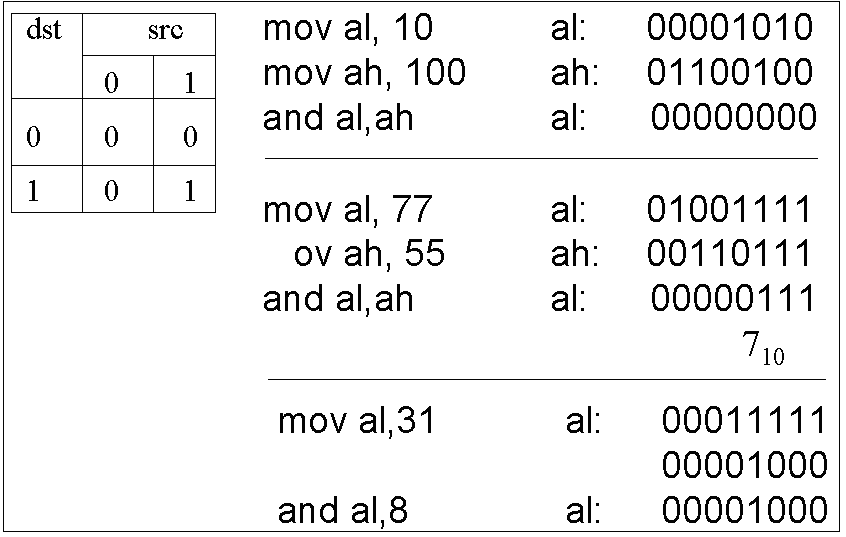 dst src
0 1
0 0 0
1 0 1
mov al, 10 al: 00001010
mov ah, 100 ah: 01100100
and al,ah al: 00000000
mov al, 77 al: 01001111
ov ah, 55 ah: 00110111
and al,ah al: 00000111
7₁₀
mov al,31 al: 00011111
00001000
and al,8 al: 00001000